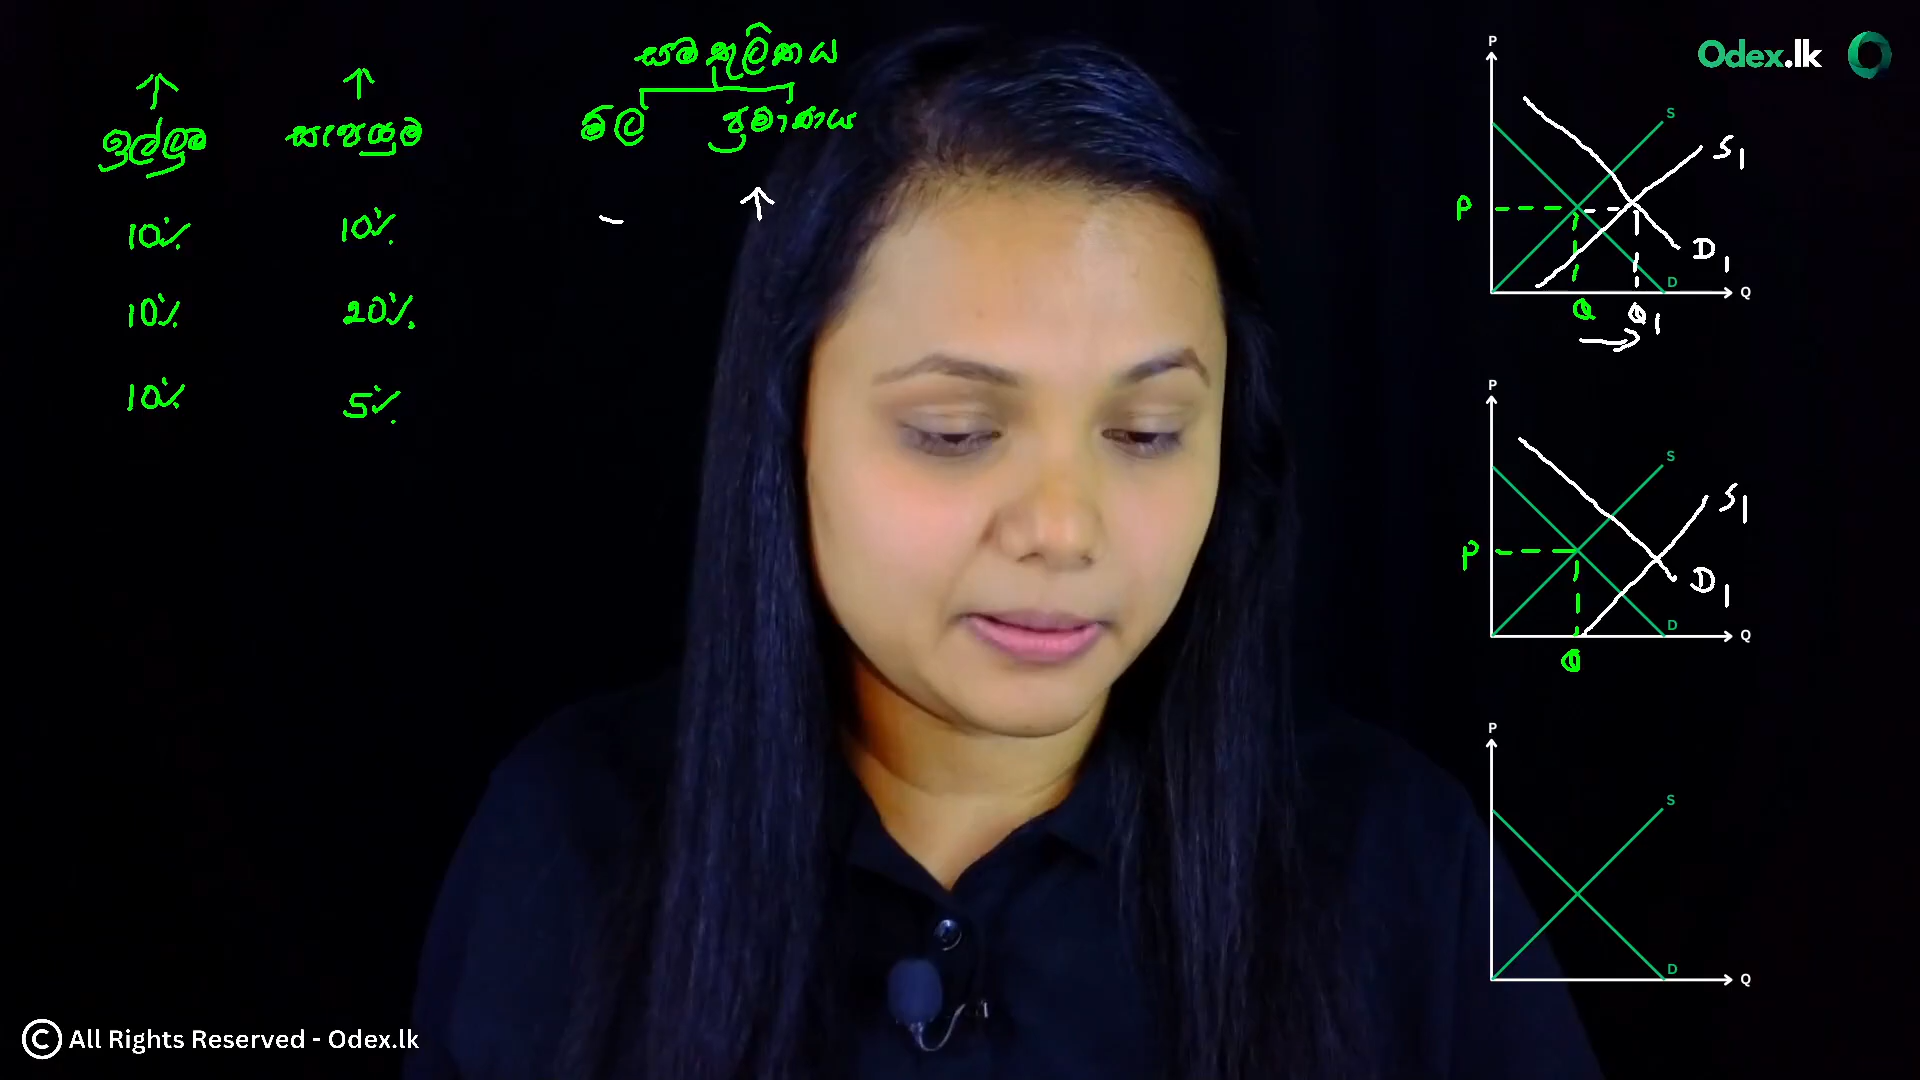 සමතුලිතය
↑ ↑
ඉල්ලුම සැපයුම මිල ප්‍රමාණය
10% 10% – ↑
10% 20%
10% 5%
Odex.lk
P
S
S1
P
D1
D
Q
Q Q1
→
P
S
S1
P
D1
D
Q
Q
P
S
D
Q
© All Rights Reserved - Odex.lk